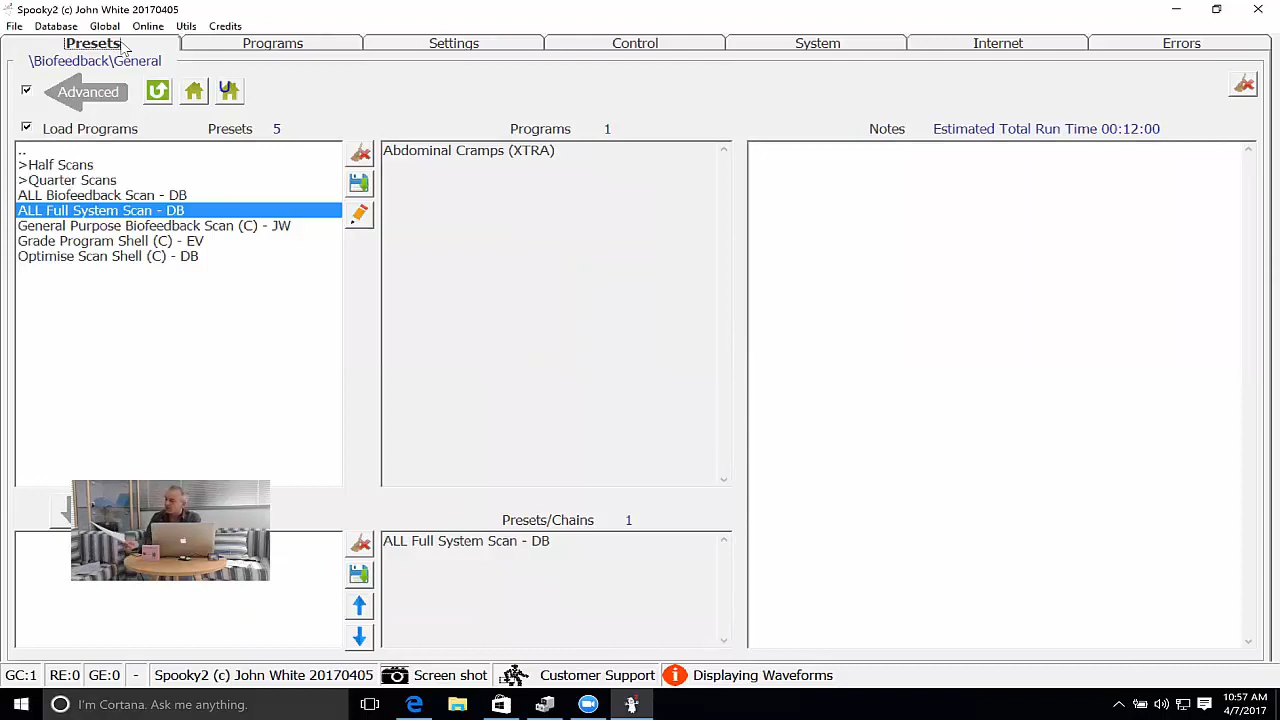 Spooky2 (c) John White 20170405
File Database Global Online Utils Credits
Presets Programs Settings Control System Internet Errors
\Biofeedback\General
Advanced
Load Programs Presets 5 Programs 1 Notes Estimated Total Run Time 00:12:00
..
>Half Scans
>Quarter Scans
ALL Biofeedback Scan - DB
ALL Full System Scan - DB
General Purpose Biofeedback Scan (C) - JW
Grade Program Shell (C) - EV
Optimise Scan Shell (C) - DB
Abdominal Cramps (XTRA)
Presets/Chains 1
ALL Full System Scan - DB
GC:1 RE:0 GE:0 - Spooky2 (c) John White 20170405 Screen shot Customer Support Displaying Waveforms
I'm Cortana. Ask me anything.
10:57 AM
4/7/2017